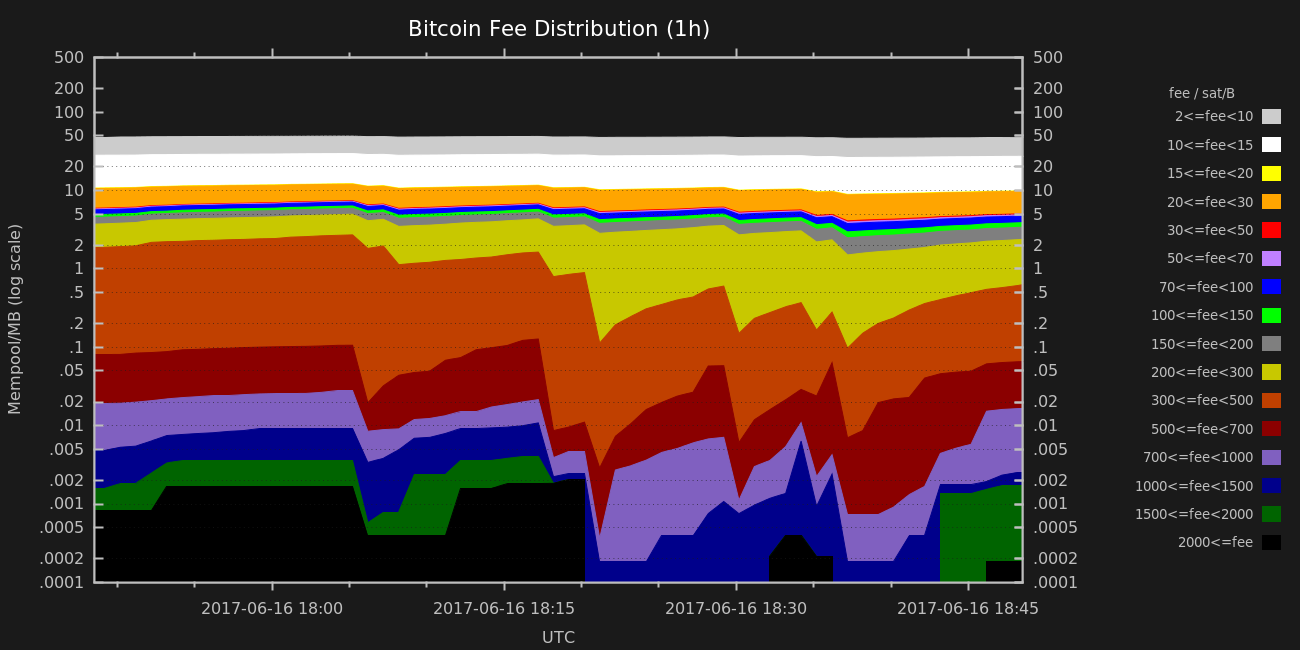 Bitcoin Fee Distribution (1h)
500 500
200 200
100 100
50 50
20 20
10 10
5 5
2 2
1 1
.5 .5
.2 .2
.1 .1
.05 .05
.02 .02
.01 .01
.005 .005
.002 .002
.001 .001
.0005 .0005
.0002 .0002
.0001 .0001
Mempool/MB (log scale)
2017-06-16 18:00 2017-06-16 18:15 2017-06-16 18:30 2017-06-16 18:45
UTC
fee / sat/B
2<=fee<10
10<=fee<15
15<=fee<20
20<=fee<30
30<=fee<50
50<=fee<70
70<=fee<100
100<=fee<150
150<=fee<200
200<=fee<300
300<=fee<500
500<=fee<700
700<=fee<1000
1000<=fee<1500
1500<=fee<2000
2000<=fee